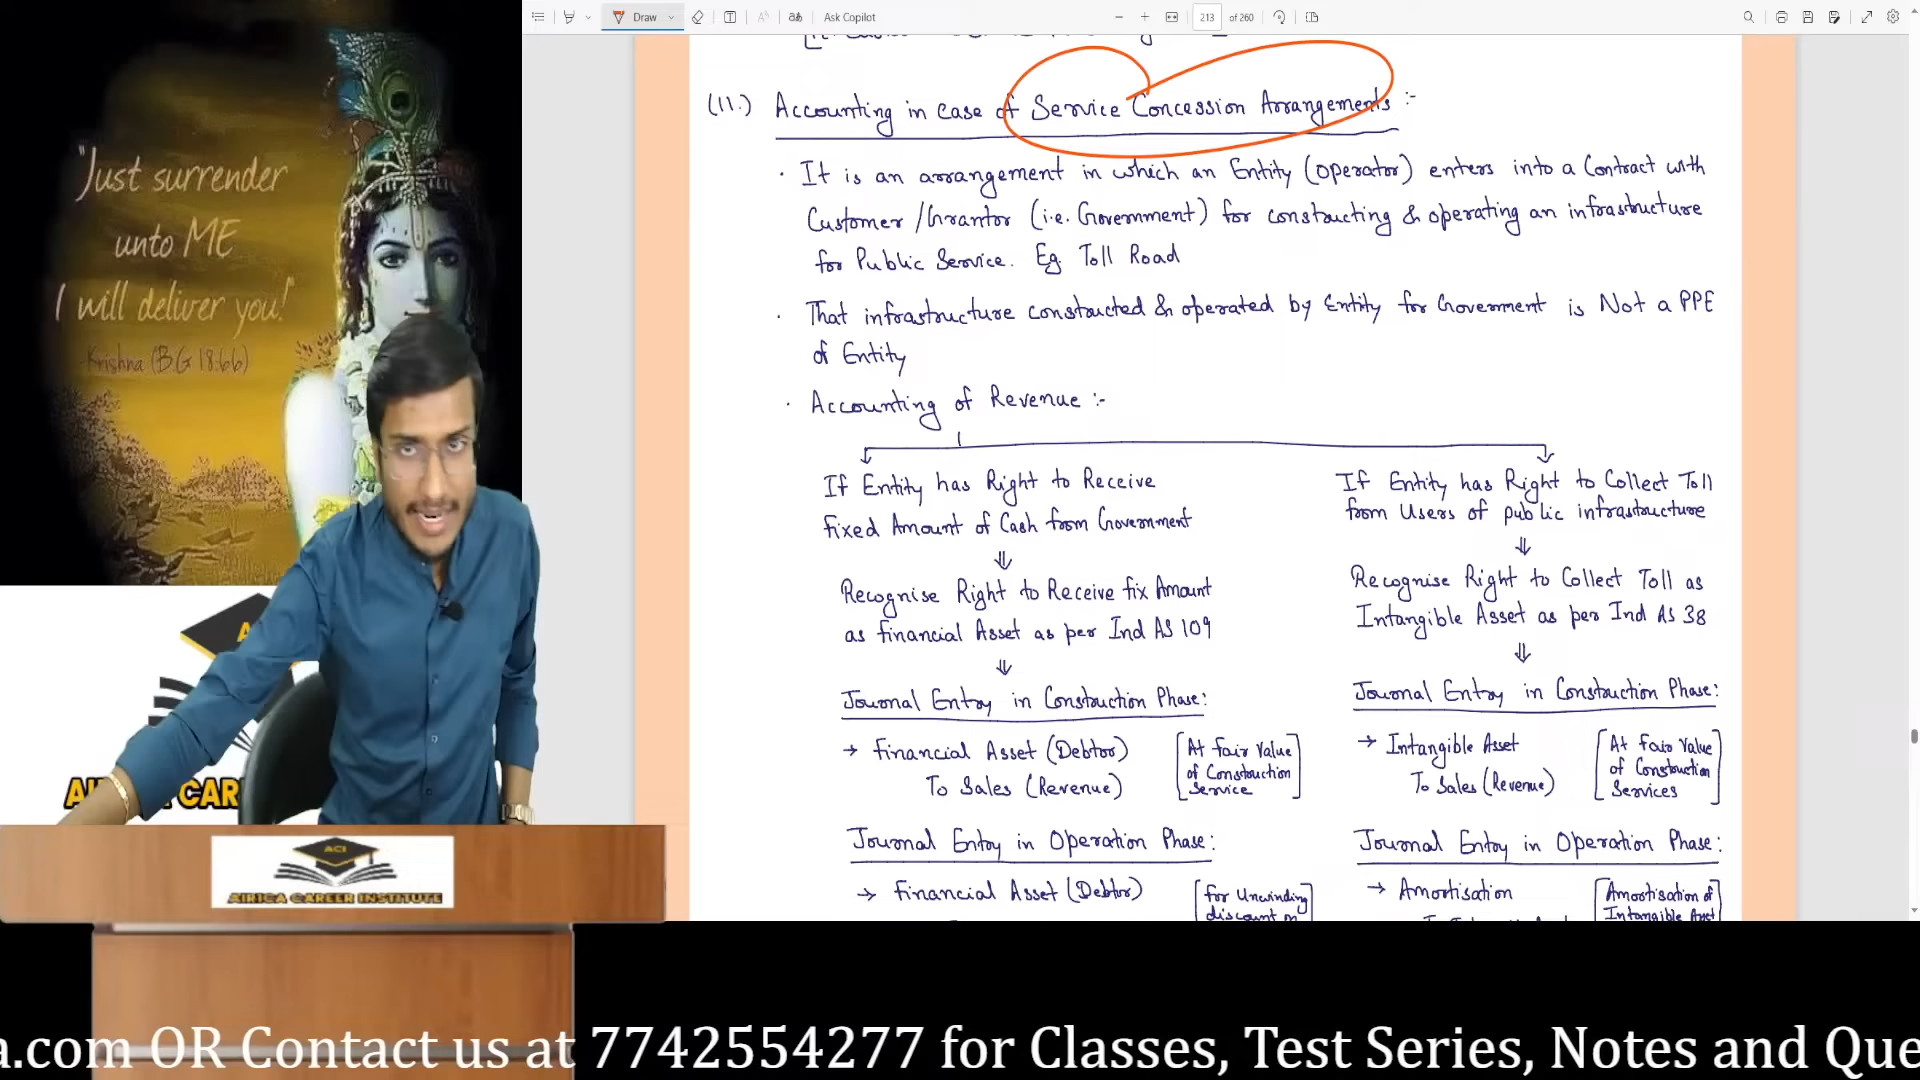 Draw
Ask Copilot
213 of 260
"Just surrender
unto ME
I will deliver you!"
Krishna (B.G 18:66)
(11.) Accounting in case of Service Concession Arrangements :-
· It is an arrangement in which an Entity (operator) enters into a Contract with
Customer / Grantor (i.e. Government) for constructing & operating an infrastructure
for Public Service. Eg. Toll Road
· That infrastructure constructed & operated by Entity for Government is Not a PPE
of Entity
· Accounting of Revenue :-
If Entity has Right to Receive
fixed Amount of Cash from Government
⇓
Recognise Right to Receive fix Amount
as financial Asset as per Ind AS 109
⇓
Journal Entry in Construction Phase:
→ Financial Asset (Debtor)
To Sales (Revenue)
[At Fair Value
of Construction
Service]
Journal Entry in Operation Phase:
→ Financial Asset (Debtor)
[for Unwinding
discount on
If Entity has Right to Collect Toll
from Users of public infrastructure
⇓
Recognise Right to Collect Toll as
Intangible Asset as per Ind AS 38
⇓
Journal Entry in Construction Phase:
→ Intangible Asset
To Sales (Revenue)
[At Fair Value
of Construction
Services]
Journal Entry in Operation Phase:
→ Amortisation
[Amortisation of
Intangible Asset
ACI
AIRICA CAREER INSTITUTE
a.com OR Contact us at 7742554277 for Classes, Test Series, Notes and Que